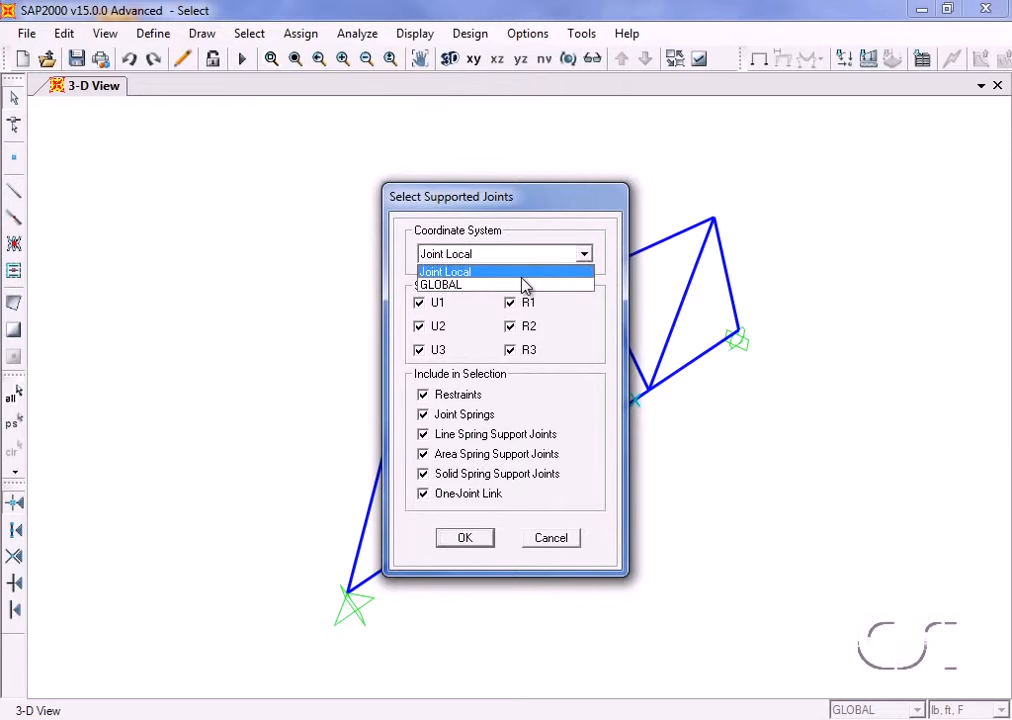 SAP2000 v15.0.0 Advanced - Select
File Edit View Define Draw Select Assign Analyze Display Design Options Tools Help
3-D xy xz yz nv
3-D View
Select Supported Joints
Coordinate System
Joint Local
Joint Local
GLOBAL
U1 R1
U2 R2
U3 R3
Include in Selection
Restraints
Joint Springs
Line Spring Support Joints
Area Spring Support Joints
Solid Spring Support Joints
One-Joint Link
OK Cancel
all
ps
clr
CSI
3-D View
GLOBAL lb, ft, F